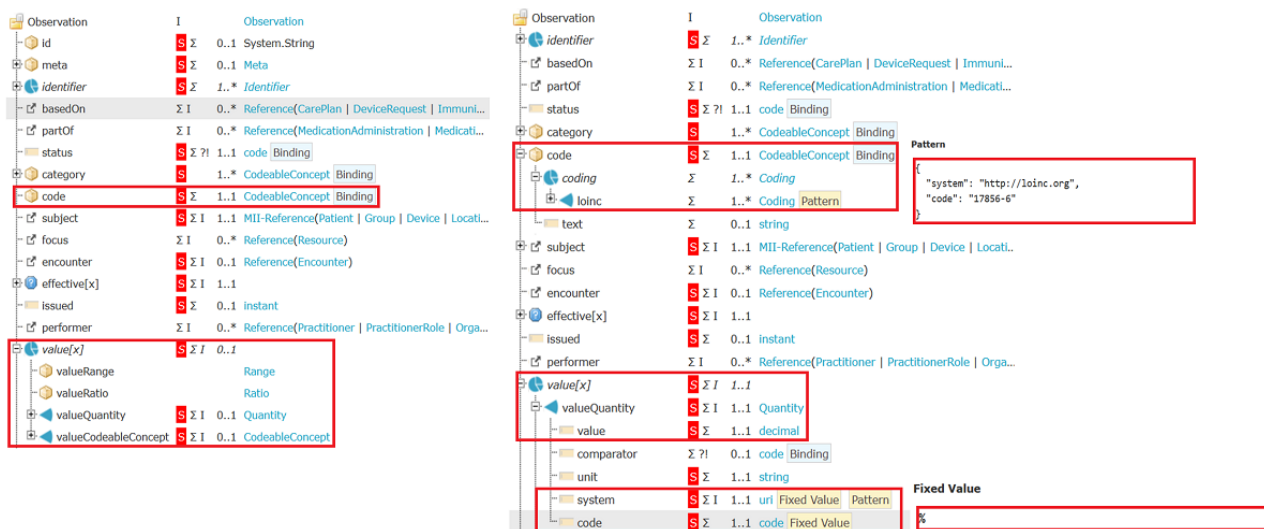 Observation I Observation
id S Σ 0..1 System.String
meta S Σ 0..1 Meta
identifier S Σ 1..* Identifier
basedOn Σ I 0..* Reference(CarePlan | DeviceRequest | Immuni...
partOf Σ I 0..* Reference(MedicationAdministration | Medicati...
status S Σ ?! 1..1 code Binding
category S 1..* CodeableConcept Binding
code S Σ 1..1 CodeableConcept Binding
subject S Σ I 1..1 MII-Reference(Patient | Group | Device | Locati...
focus Σ I 0..* Reference(Resource)
encounter S Σ I 0..1 Reference(Encounter)
effective[x] S Σ I 1..1
issued S Σ 0..1 instant
performer Σ I 0..* Reference(Practitioner | PractitionerRole | Orga...
value[x] S Σ I 0..1
valueRange Range
valueRatio Ratio
valueQuantity S Σ I 0..1 Quantity
valueCodeableConcept S Σ I 0..1 CodeableConcept
Observation I Observation
identifier S Σ 1..* Identifier
basedOn Σ I 0..* Reference(CarePlan | DeviceRequest | Immuni...
partOf Σ I 0..* Reference(MedicationAdministration | Medicati...
status S Σ ?! 1..1 code Binding
category S 1..* CodeableConcept Binding
code S Σ 1..1 CodeableConcept Binding
coding Σ 1..* Coding
loinc Σ 1..* Coding Pattern
text Σ 0..1 string
subject S Σ I 1..1 MII-Reference(Patient | Group | Device | Locati..
focus Σ I 0..* Reference(Resource)
encounter S Σ I 0..1 Reference(Encounter)
effective[x] S Σ I 1..1
issued S Σ 0..1 instant
performer Σ I 0..* Reference(Practitioner | PractitionerRole | Orga...
value[x] S Σ I 1..1
valueQuantity S Σ I 1..1 Quantity
value S Σ 1..1 decimal
comparator Σ ?! 0..1 code Binding
unit S Σ 1..1 string
system S Σ I 1..1 uri Fixed Value Pattern
code S Σ 1..1 code Fixed Value
Pattern
{
"system": "http://loinc.org",
"code": "17856-6"
}
Fixed Value
%